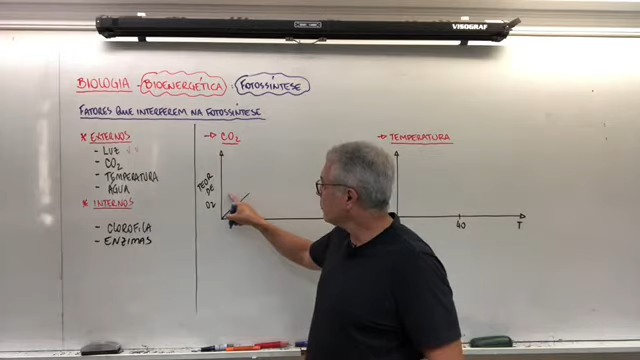 VISOGRAF
BIOLOGIA - BIOENERGÉTICA : FOTOSSÍNTESE
FATORES QUE INTERFEREM NA FOTOSSÍNTESE
* EXTERNOS
- LUZ
- CO2
- TEMPERATURA
- ÁGUA
* INTERNOS
- CLOROFILA
- ENZIMAS
→ CO2
TEOR
DE
O2
→ TEMPERATURA
40
T